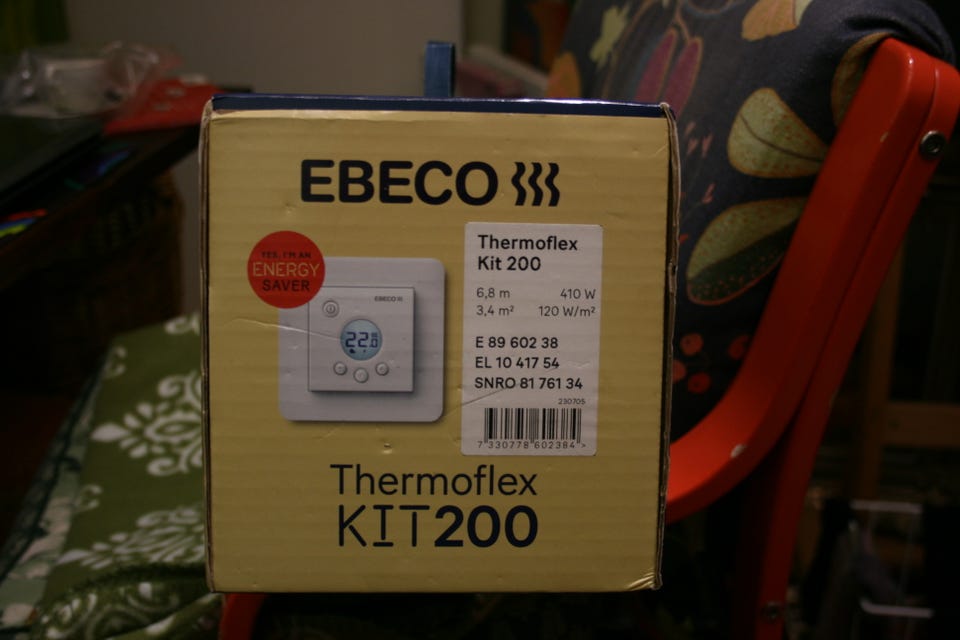 EBECO
YES, I'M AN
ENERGY
SAVER
EBECO
22.0
Thermoflex
Kit 200
6,8 m 410 W
3,4 m² 120 W/m²
E 89 602 38
EL 10 417 54
SNRO 81 761 34
230705
7 330778 602384 >
Thermoflex
KIT200